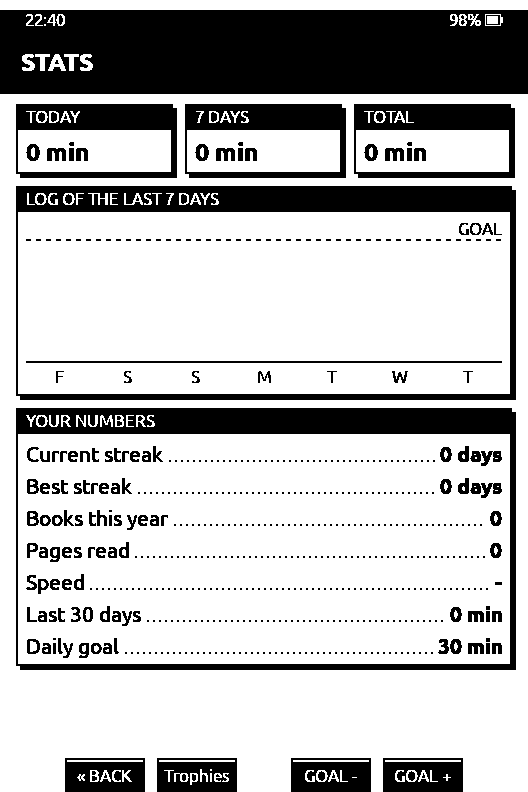 22:40 98%
STATS
TODAY 7 DAYS TOTAL
0 min 0 min 0 min
LOG OF THE LAST 7 DAYS
GOAL
F S S M T W T
YOUR NUMBERS
Current streak 0 days
Best streak 0 days
Books this year 0
Pages read 0
Speed -
Last 30 days 0 min
Daily goal 30 min
« BACK Trophies GOAL - GOAL +